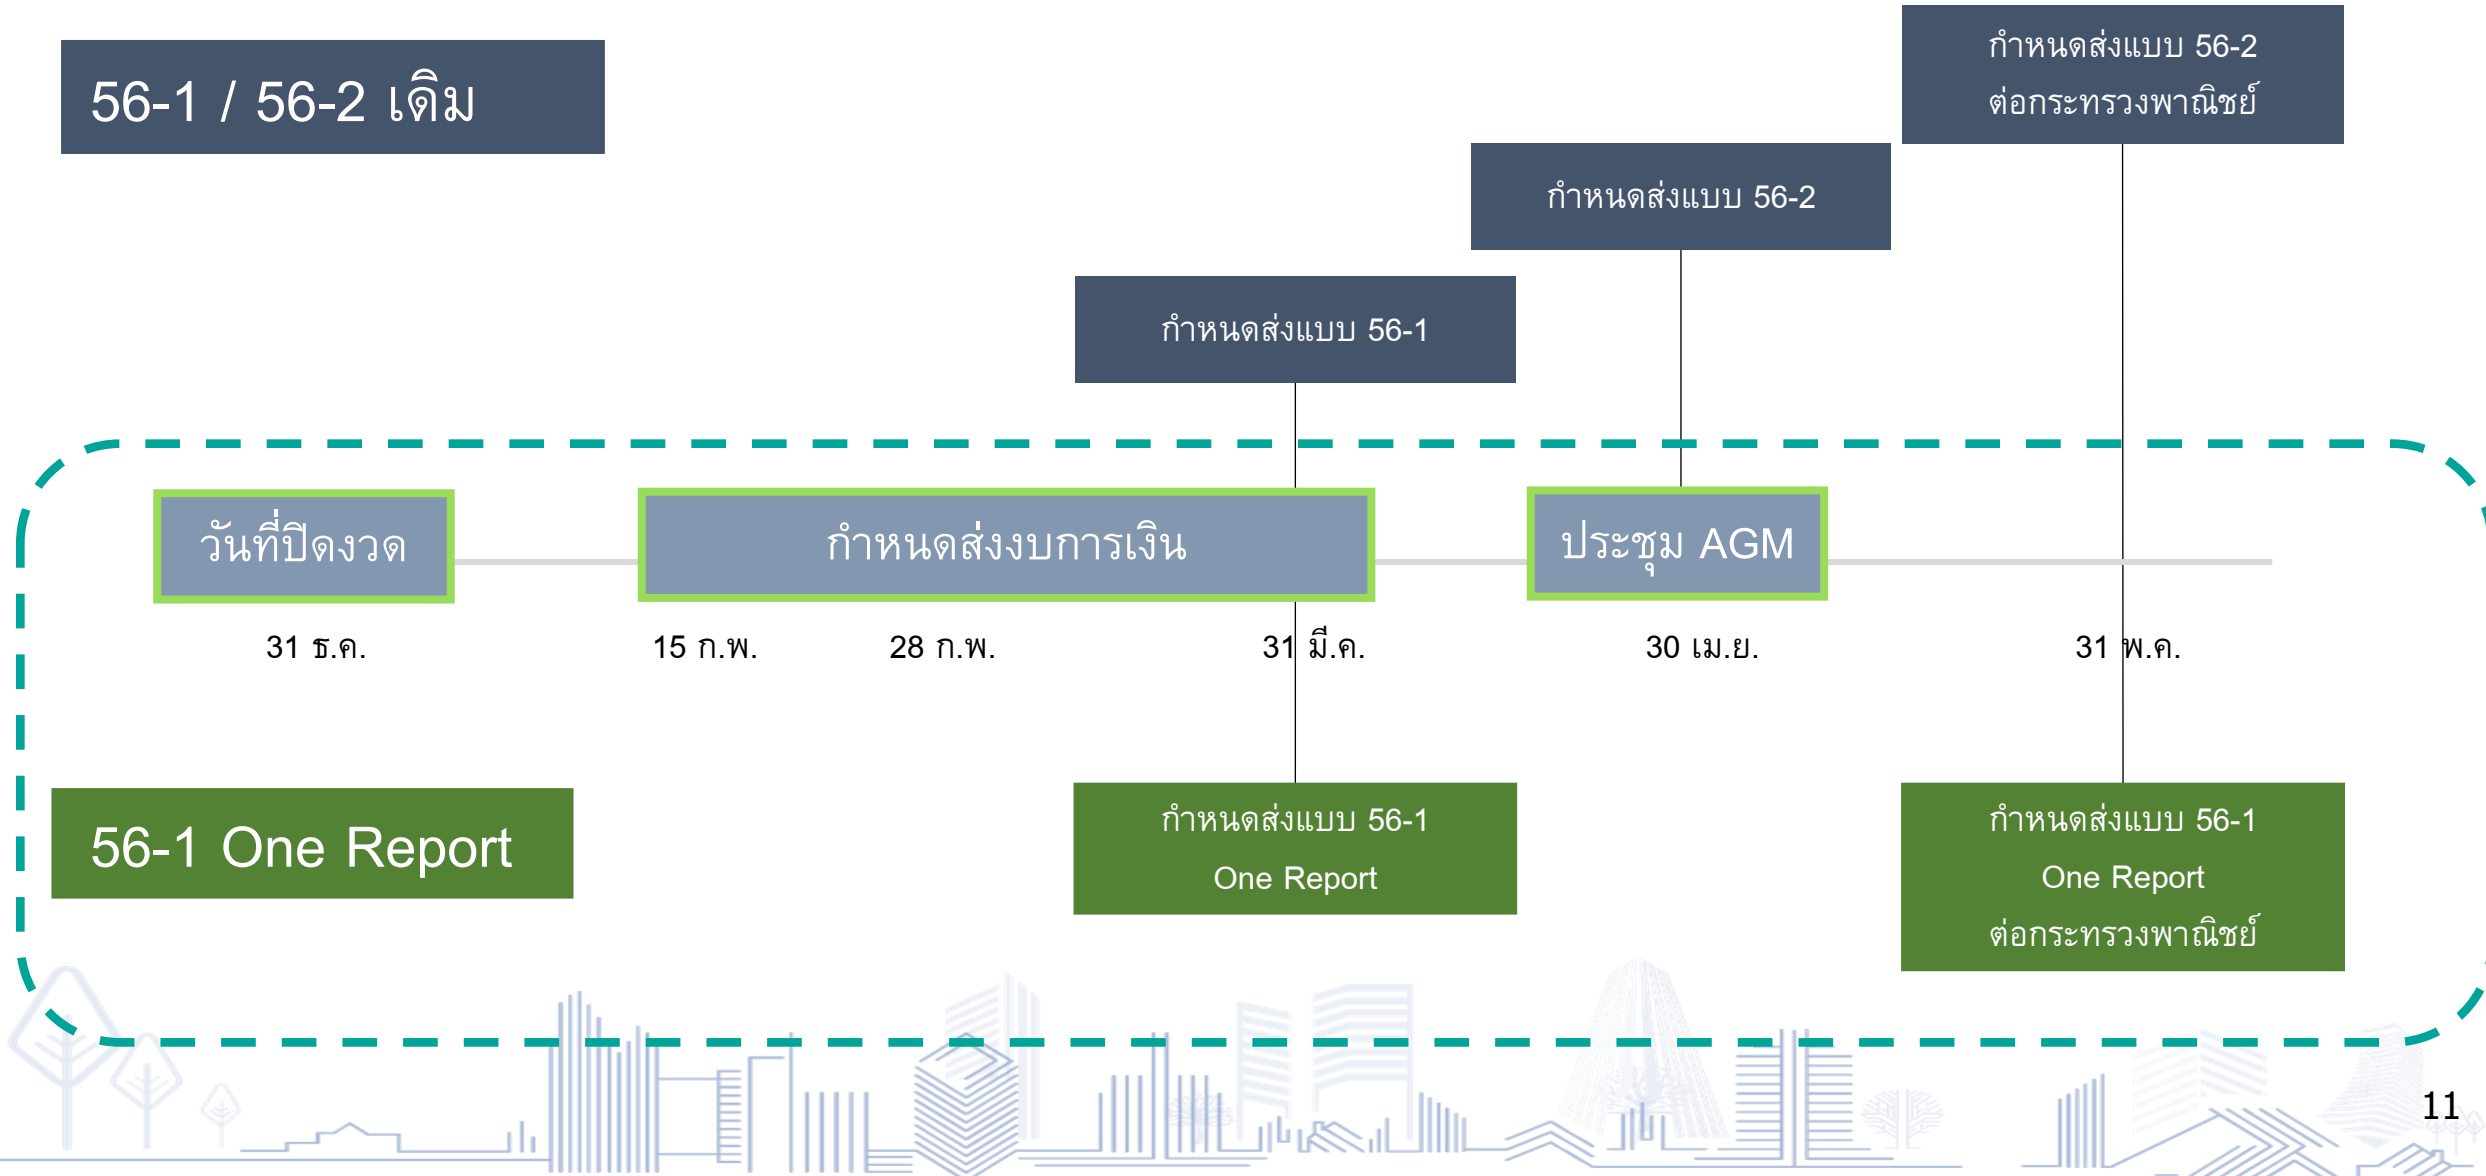 56-1 / 56-2 เดิม
กำหนดส่งแบบ 56-2
ต่อกระทรวงพาณิชย์
กำหนดส่งแบบ 56-2
กำหนดส่งแบบ 56-1
วันที่ปิดงวด
กำหนดส่งงบการเงิน
ประชุม AGM
31 ธ.ค.
15 ก.พ.
28 ก.พ.
31 มี.ค.
30 เม.ย.
31 พ.ค.
56-1 One Report
กำหนดส่งแบบ 56-1
One Report
กำหนดส่งแบบ 56-1
One Report
ต่อกระทรวงพาณิชย์
11